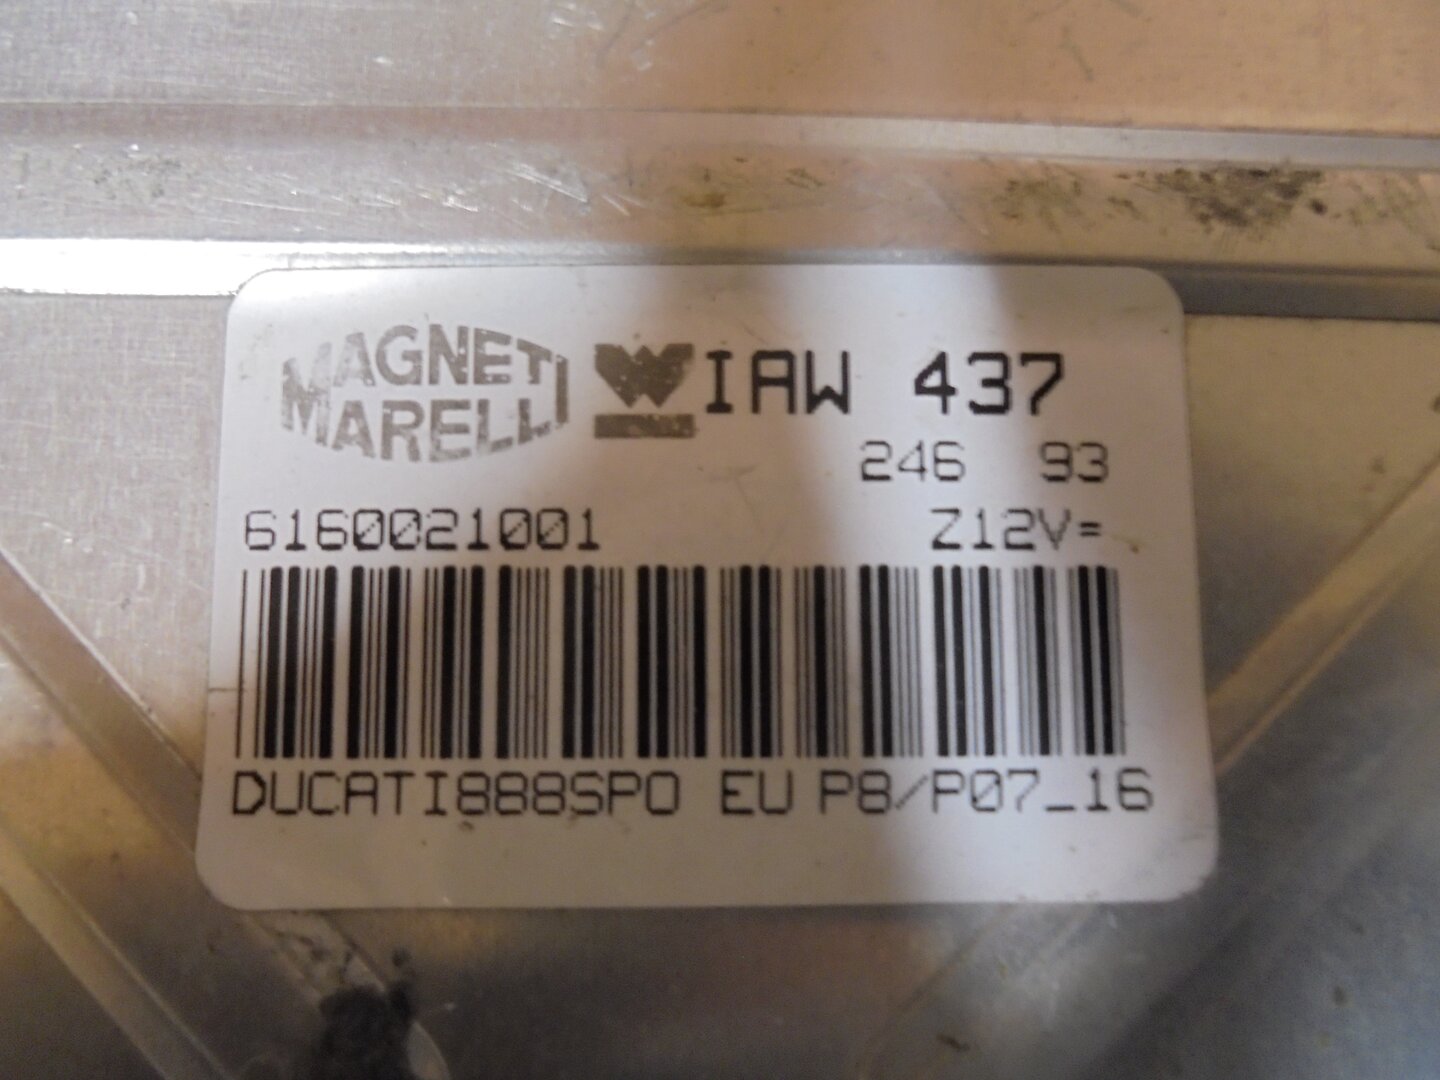 MAGNETI
MARELLI
IAW 437
246 93
6160021001 Z12V=
DUCATI888SPO EU P8/P07_16